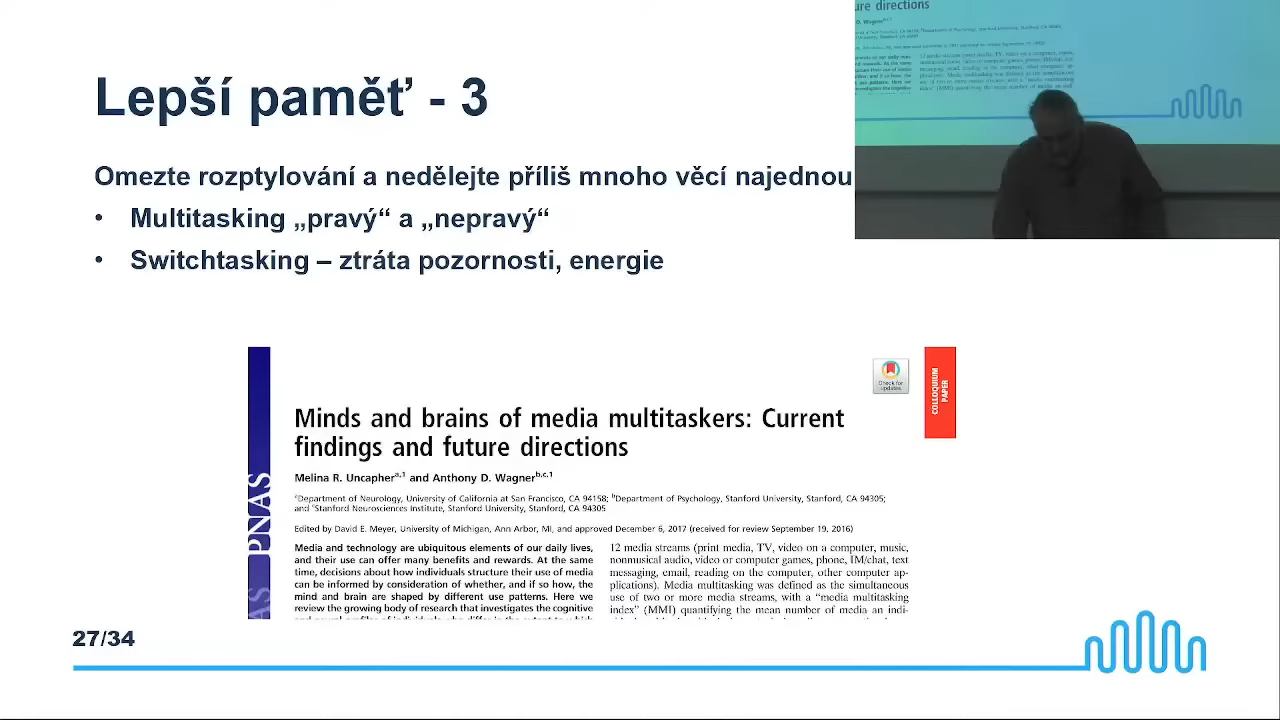 Lepší paměť - 3
Omezte rozptylování a nedělejte příliš mnoho věcí najednou
• Multitasking „pravý“ a „nepravý“
• Switchtasking – ztráta pozornosti, energie
PNAS
Check for
updates
COLLOQUIUM
PAPER
Minds and brains of media multitaskers: Current
findings and future directions
Melina R. Uncapher a,1 and Anthony D. Wagner b,c,1
a Department of Neurology, University of California at San Francisco, CA 94158; b Department of Psychology, Stanford University, Stanford, CA 94305;
and c Stanford Neurosciences Institute, Stanford University, Stanford, CA 94305
Edited by David E. Meyer, University of Michigan, Ann Arbor, MI, and approved December 6, 2017 (received for review September 19, 2016)
Media and technology are ubiquitous elements of our daily lives,
and their use can offer many benefits and rewards. At the same
time, decisions about how individuals structure their use of media
can be informed by consideration of whether, and if so how, the
mind and brain are shaped by different use patterns. Here we
review the growing body of research that investigates the cognitive
12 media streams (print media, TV, video on a computer, music,
nonmusical audio, video or computer games, phone, IM/chat, text
messaging, email, reading on the computer, other computer ap-
plications). Media multitasking was defined as the simultaneous
use of two or more media streams, with a “media multitasking
index” (MMI) quantifying the mean number of media an indi-
27/34
ure directions
D. Wagner